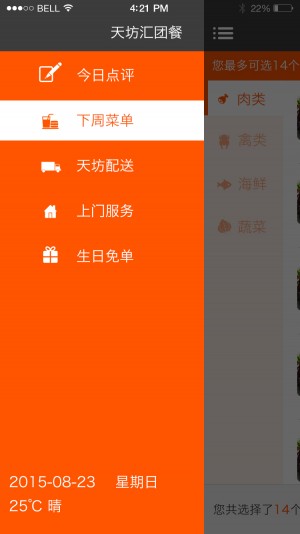 BELL 4:21 PM 22%
天坊汇团餐
今日点评
下周菜单
天坊配送
上门服务
生日免单
2015-08-23 星期日
25℃ 晴
您最多可选14个
肉类
禽类
海鲜
蔬菜
您共选择了14个